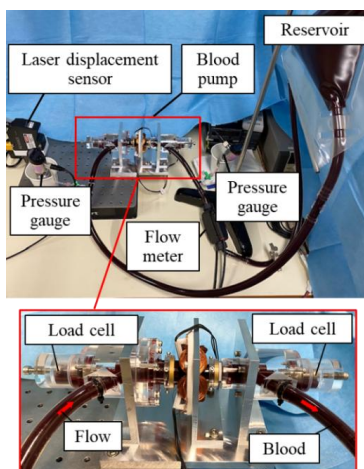 Reservoir
Laser displacement
sensor
Blood
pump
Pressure
gauge
Flow
meter
Pressure
gauge
Load cell
Load cell
Flow
Blood